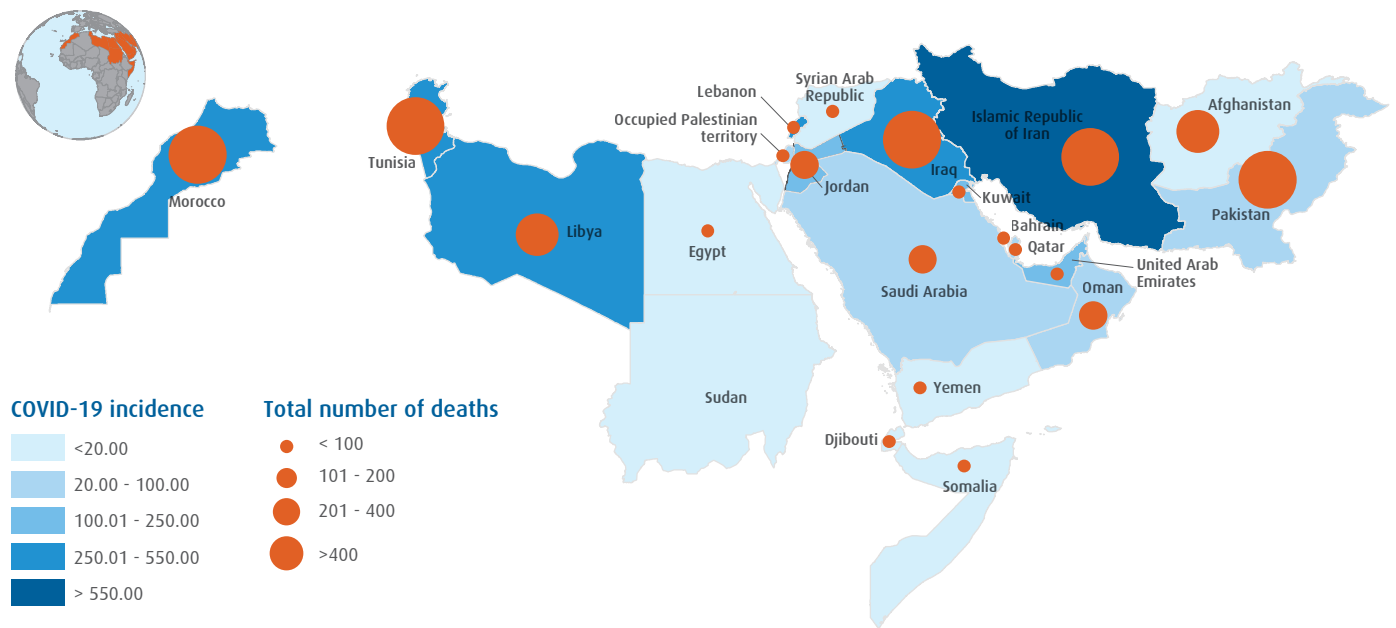 Syrian Arab
Republic
Lebanon
Occupied Palestinian
territory
Islamic Republic
of Iran
Afghanistan
Tunisia
Iraq
Jordan
Kuwait
Morocco
Pakistan
Libya
Bahrain
Qatar
Egypt
United Arab
Emirates
Saudi Arabia
Oman
Yemen
Sudan
Djibouti
Somalia
COVID-19 incidence
<20.00
20.00 - 100.00
100.01 - 250.00
250.01 - 550.00
> 550.00
Total number of deaths
< 100
101 - 200
201 - 400
>400